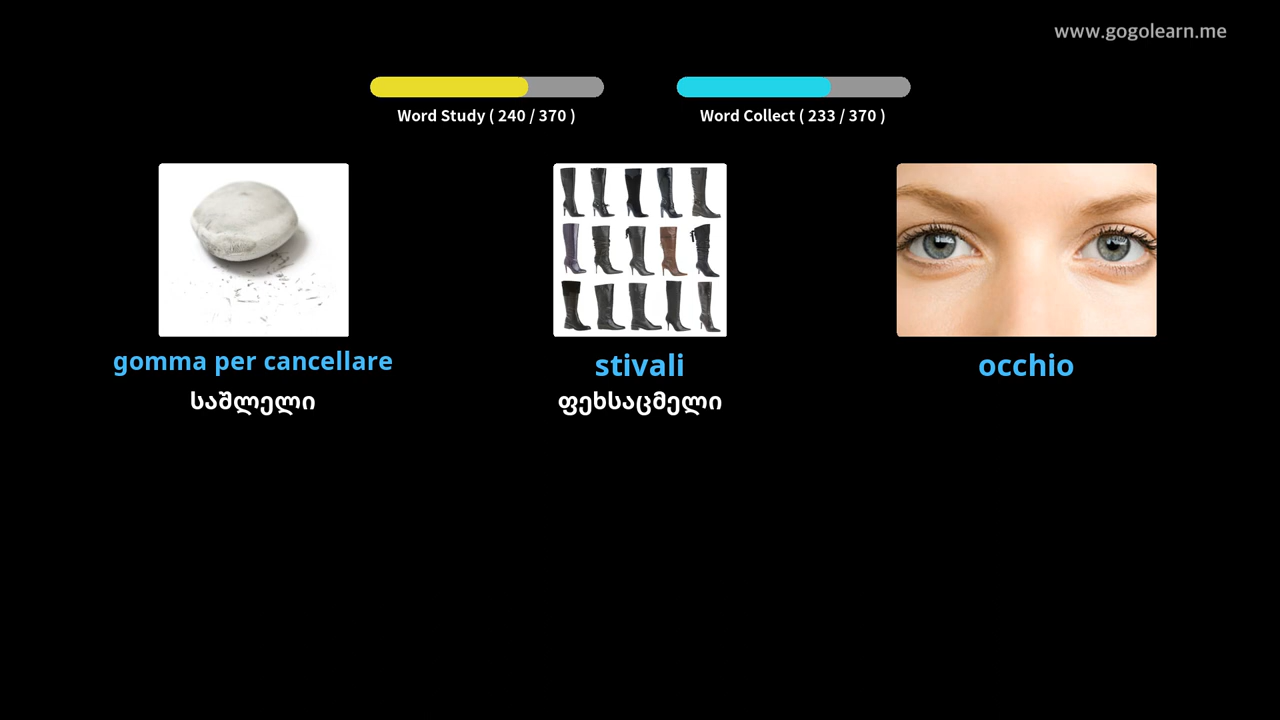 www.gogolearn.me
Word Study ( 240 / 370 )
Word Collect ( 233 / 370 )
gomma per cancellare
საშლელი
stivali
ფეხსაცმელი
occhio